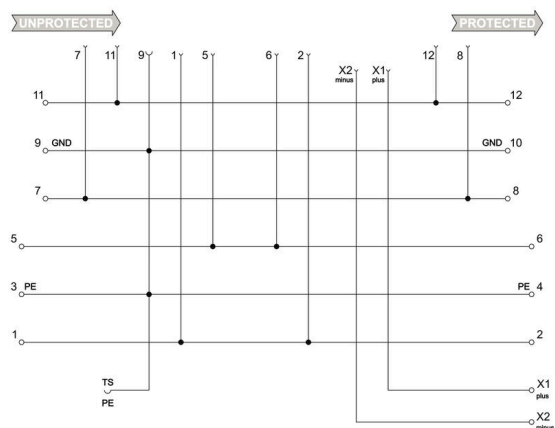 UNPROTECTED PROTECTED
7 11 9 1 5 6 2 12 8
X2 X1
minus plus
11 12
9 GND GND 10
7 8
5 6
3 PE PE 4
1 2
TS X1
plus
PE
X2
minus